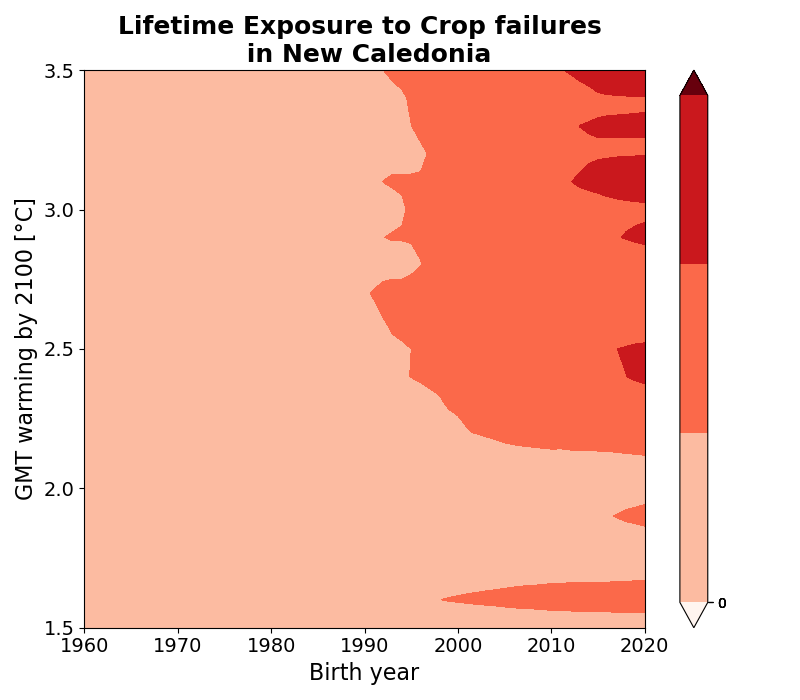 Lifetime Exposure to Crop failures
in New Caledonia
GMT warming by 2100 [°C]
3.5
3.0
2.5
2.0
1.5
1960 1970 1980 1990 2000 2010 2020
Birth year
0